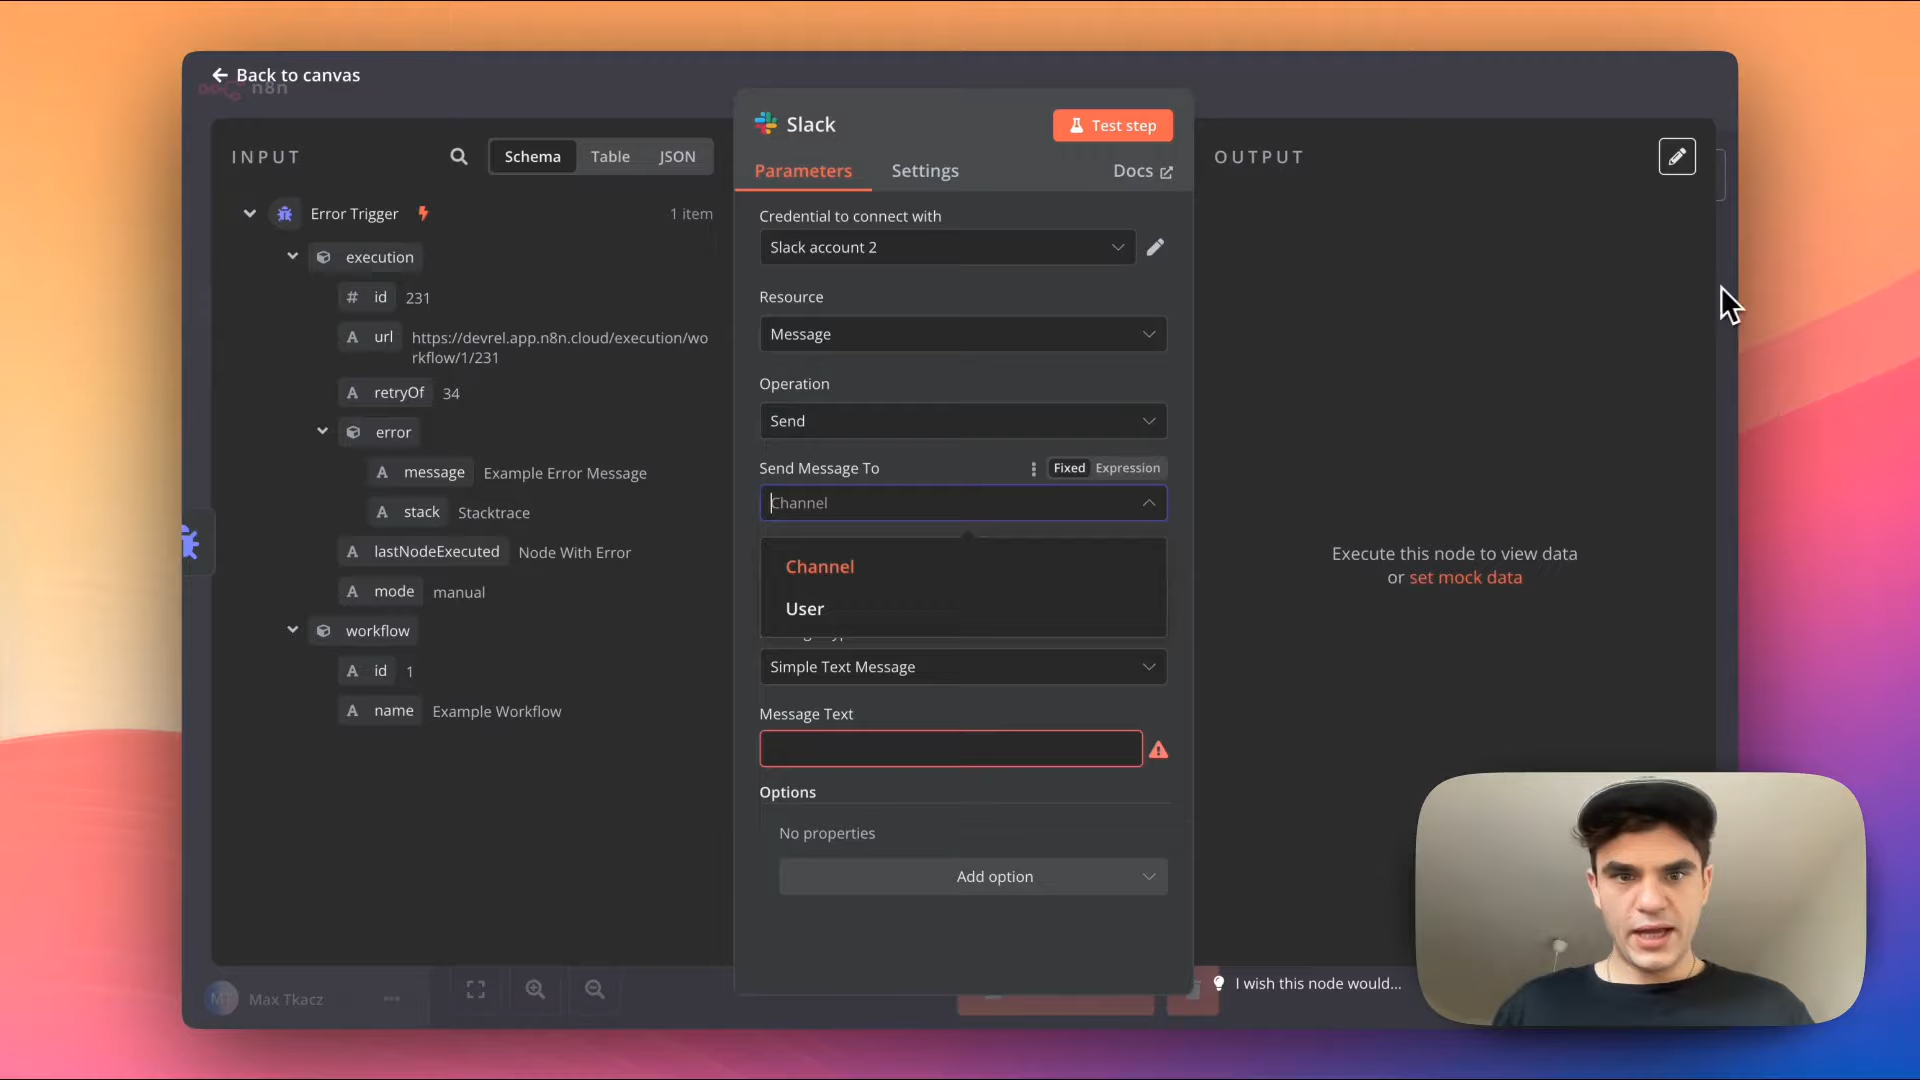 Back to canvas
n8n
INPUT
Schema
Table
JSON
Error Trigger
1 item
execution
# id 231
A url https://devrel.app.n8n.cloud/execution/wo
rkflow/1/231
A retryOf 34
error
A message Example Error Message
A stack Stacktrace
A lastNodeExecuted Node With Error
A mode manual
workflow
A id 1
A name Example Workflow
MT Max Tkacz
Slack
Test step
Parameters
Settings
Docs
Credential to connect with
Slack account 2
Resource
Message
Operation
Send
Send Message To
Fixed Expression
Channel
Channel
User
Simple Text Message
Message Text
Options
No properties
Add option
OUTPUT
Execute this node to view data
or set mock data
I wish this node would...